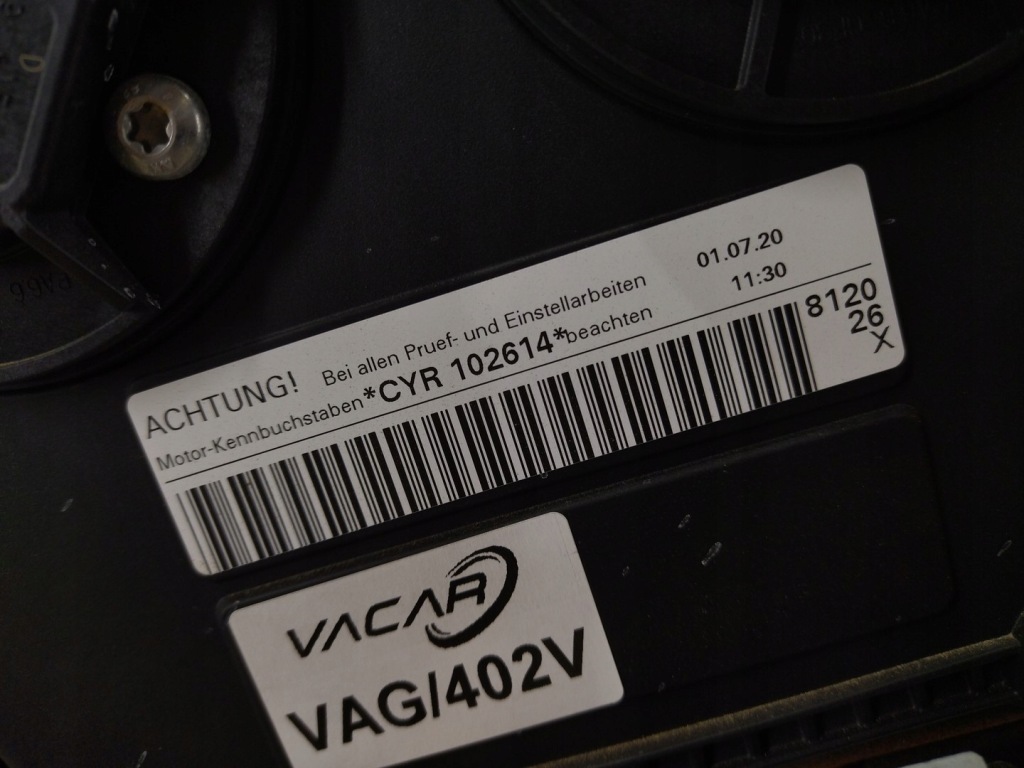 ACHTUNG! Bei allen Pruef- und Einstellarbeiten 01.07.20
Motor-Kennbuchstaben *CYR 102614* beachten 11:30
8120
26
X
VACAR
VAG/402V